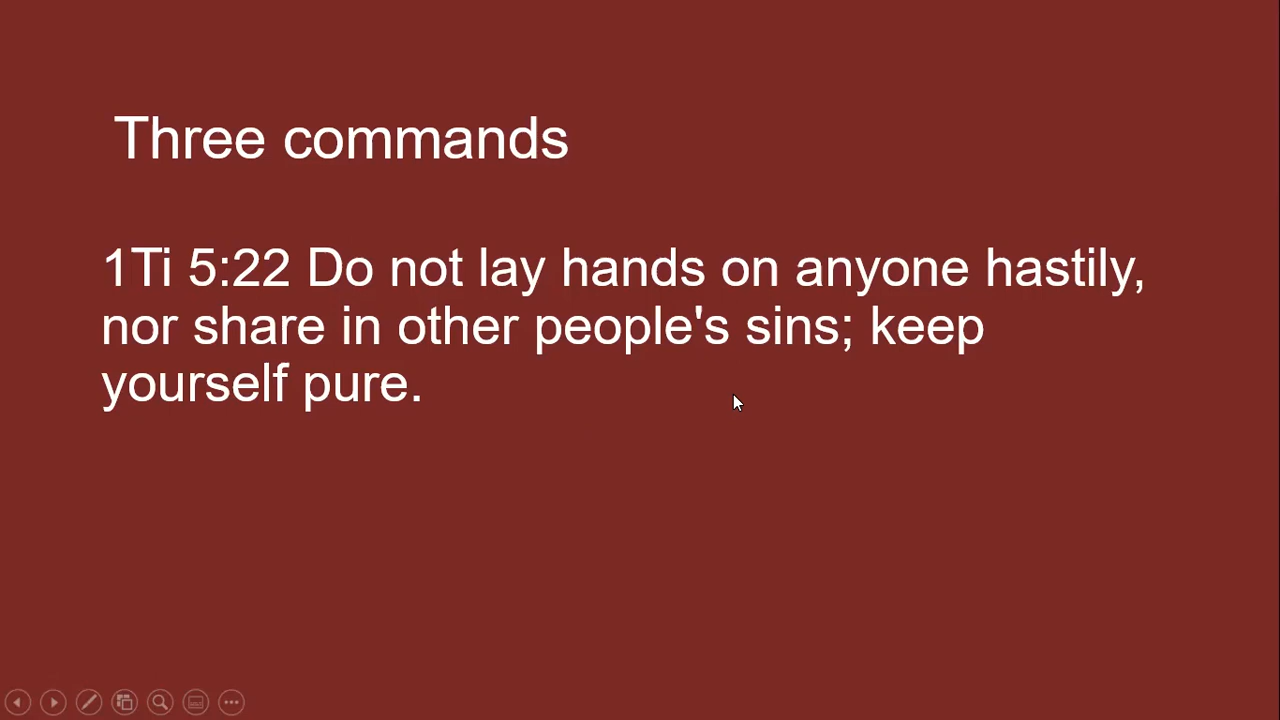 Three commands
1Ti 5:22 Do not lay hands on anyone hastily,
nor share in other people's sins; keep
yourself pure.